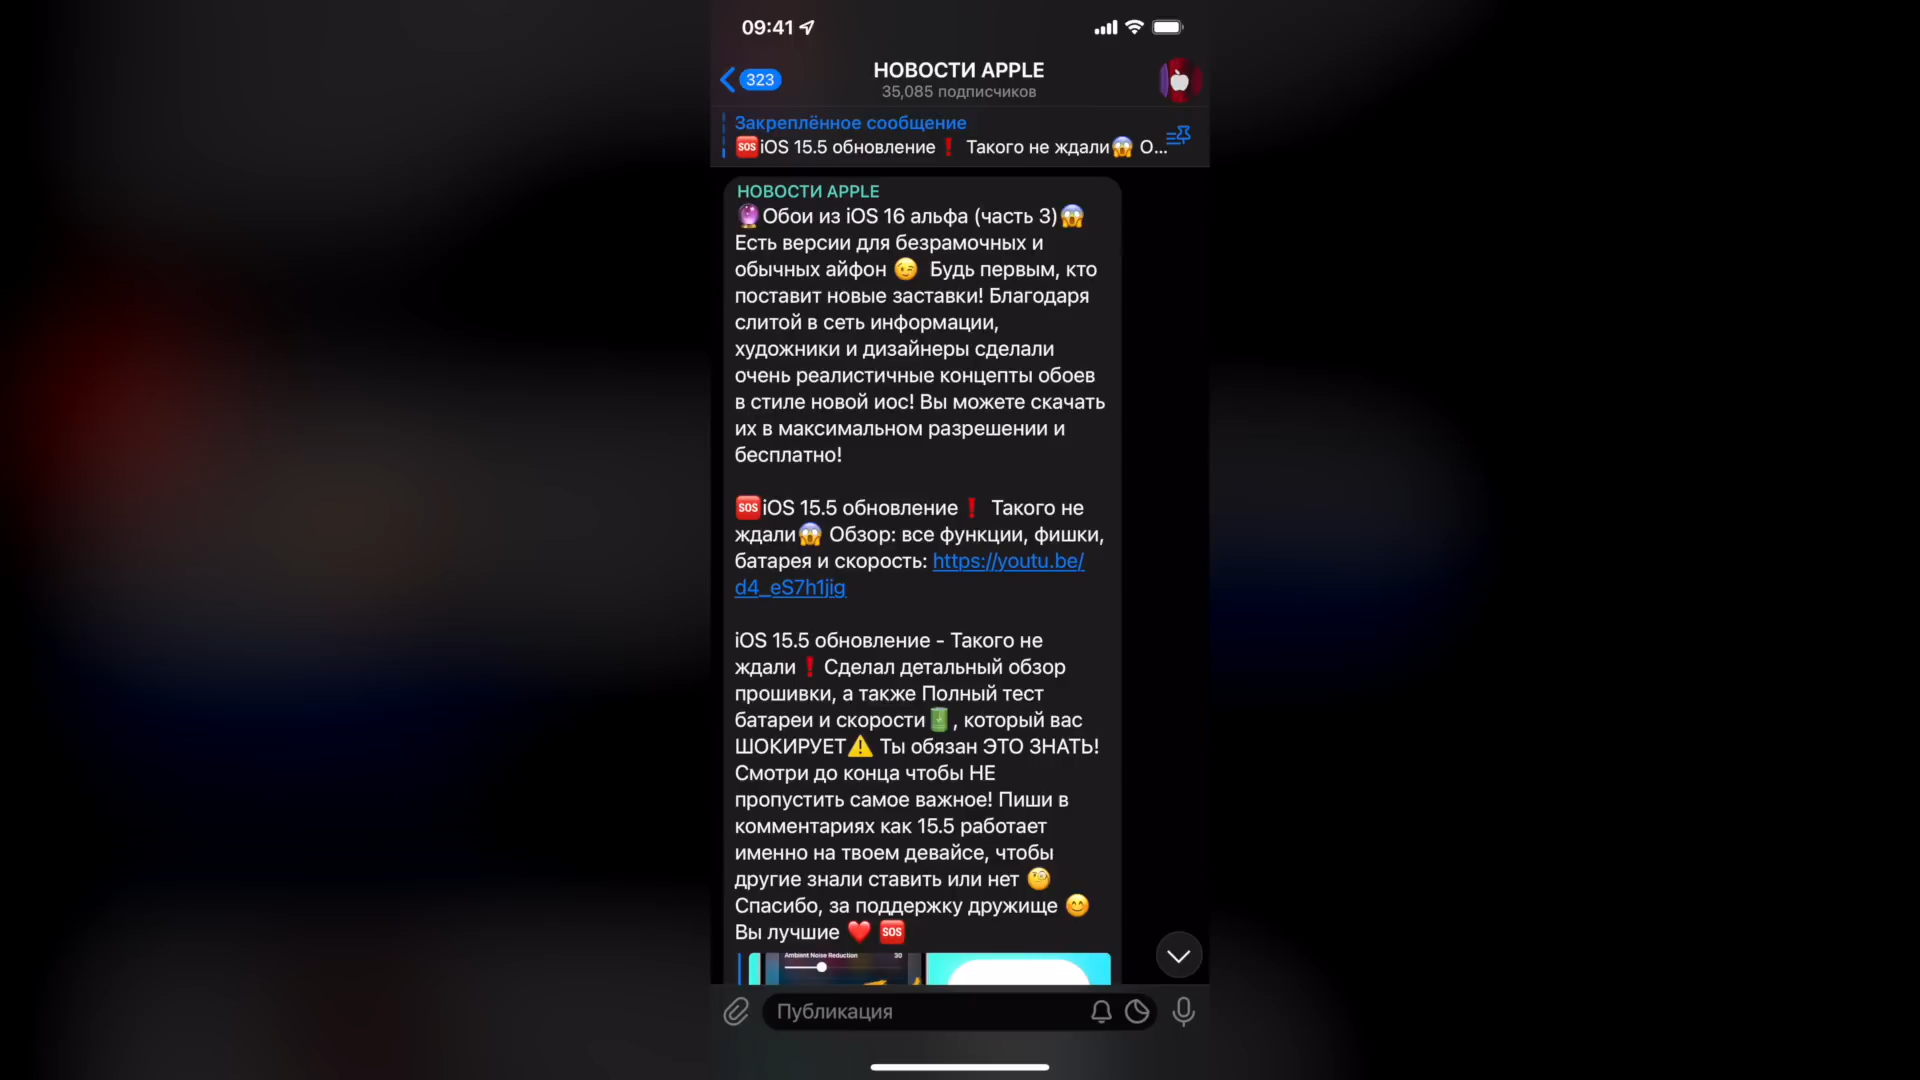 09:41
323
НОВОСТИ APPLE
35,085 подписчиков
Закреплённое сообщение
🆘iOS 15.5 обновление❗ Такого не ждали😱 О...
НОВОСТИ APPLE
🔮Обои из iOS 16 альфа (часть 3)😱
Есть версии для безрамочных и
обычных айфон 😉 Будь первым, кто
поставит новые заставки! Благодаря
слитой в сеть информации,
художники и дизайнеры сделали
очень реалистичные концепты обоев
в стиле новой иос! Вы можете скачать
их в максимальном разрешении и
бесплатно!
🆘iOS 15.5 обновление❗ Такого не
ждали😱 Обзор: все функции, фишки,
батарея и скорость: https://youtu.be/
d4_eS7h1jig
iOS 15.5 обновление - Такого не
ждали❗Сделал детальный обзор
прошивки, а также Полный тест
батареи и скорости🔋, который вас
ШОКИРУЕТ⚠️ Ты обязан ЭТО ЗНАТЬ!
Смотри до конца чтобы НЕ
пропустить самое важное! Пиши в
комментариях как 15.5 работает
именно на твоем девайсе, чтобы
другие знали ставить или нет 🧐
Спасибо, за поддержку дружище 😊
Вы лучшие ❤️ 🆘
Ambient Noise Reduction 30
Публикация